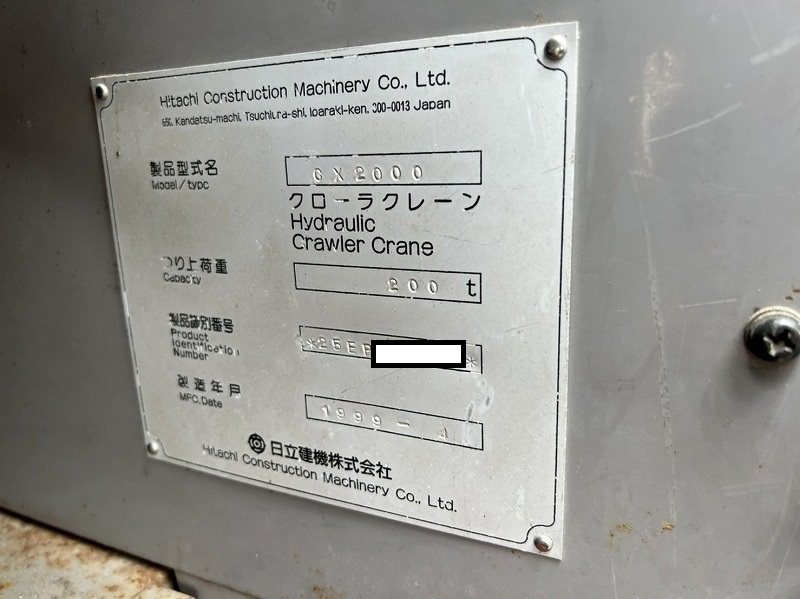 Hitachi Construction Machinery Co., Ltd.
650, Kandatsu-machi, Tsuchiura-shi, Ibaraki-ken, 300-0013 Japan
製品型式名
Model/type
GX2000
クローラクレーン
Hydraulic
Crawler Crane
つり上荷重
Capacity
200 t
製品識別番号
Product
Identification
Number
*25E
*
製造年月
MFG.Date
1999-
日立建機株式会社
Hitachi Construction Machinery Co., Ltd.